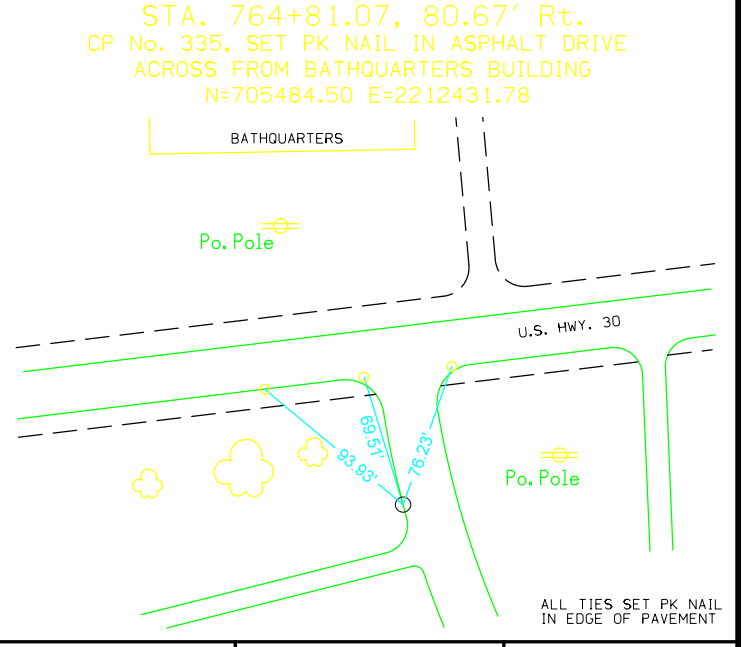 STA. 764+81.07, 80.67' Rt.
CP No. 335, SET PK NAIL IN ASPHALT DRIVE
ACROSS FROM BATHQUARTERS BUILDING
N=705484.50 E=2212431.78
BATHQUARTERS
Po. Pole
U.S. HWY. 30
69.51'
93.93'
76.23'
Po. Pole
ALL TIES SET PK NAIL
IN EDGE OF PAVEMENT